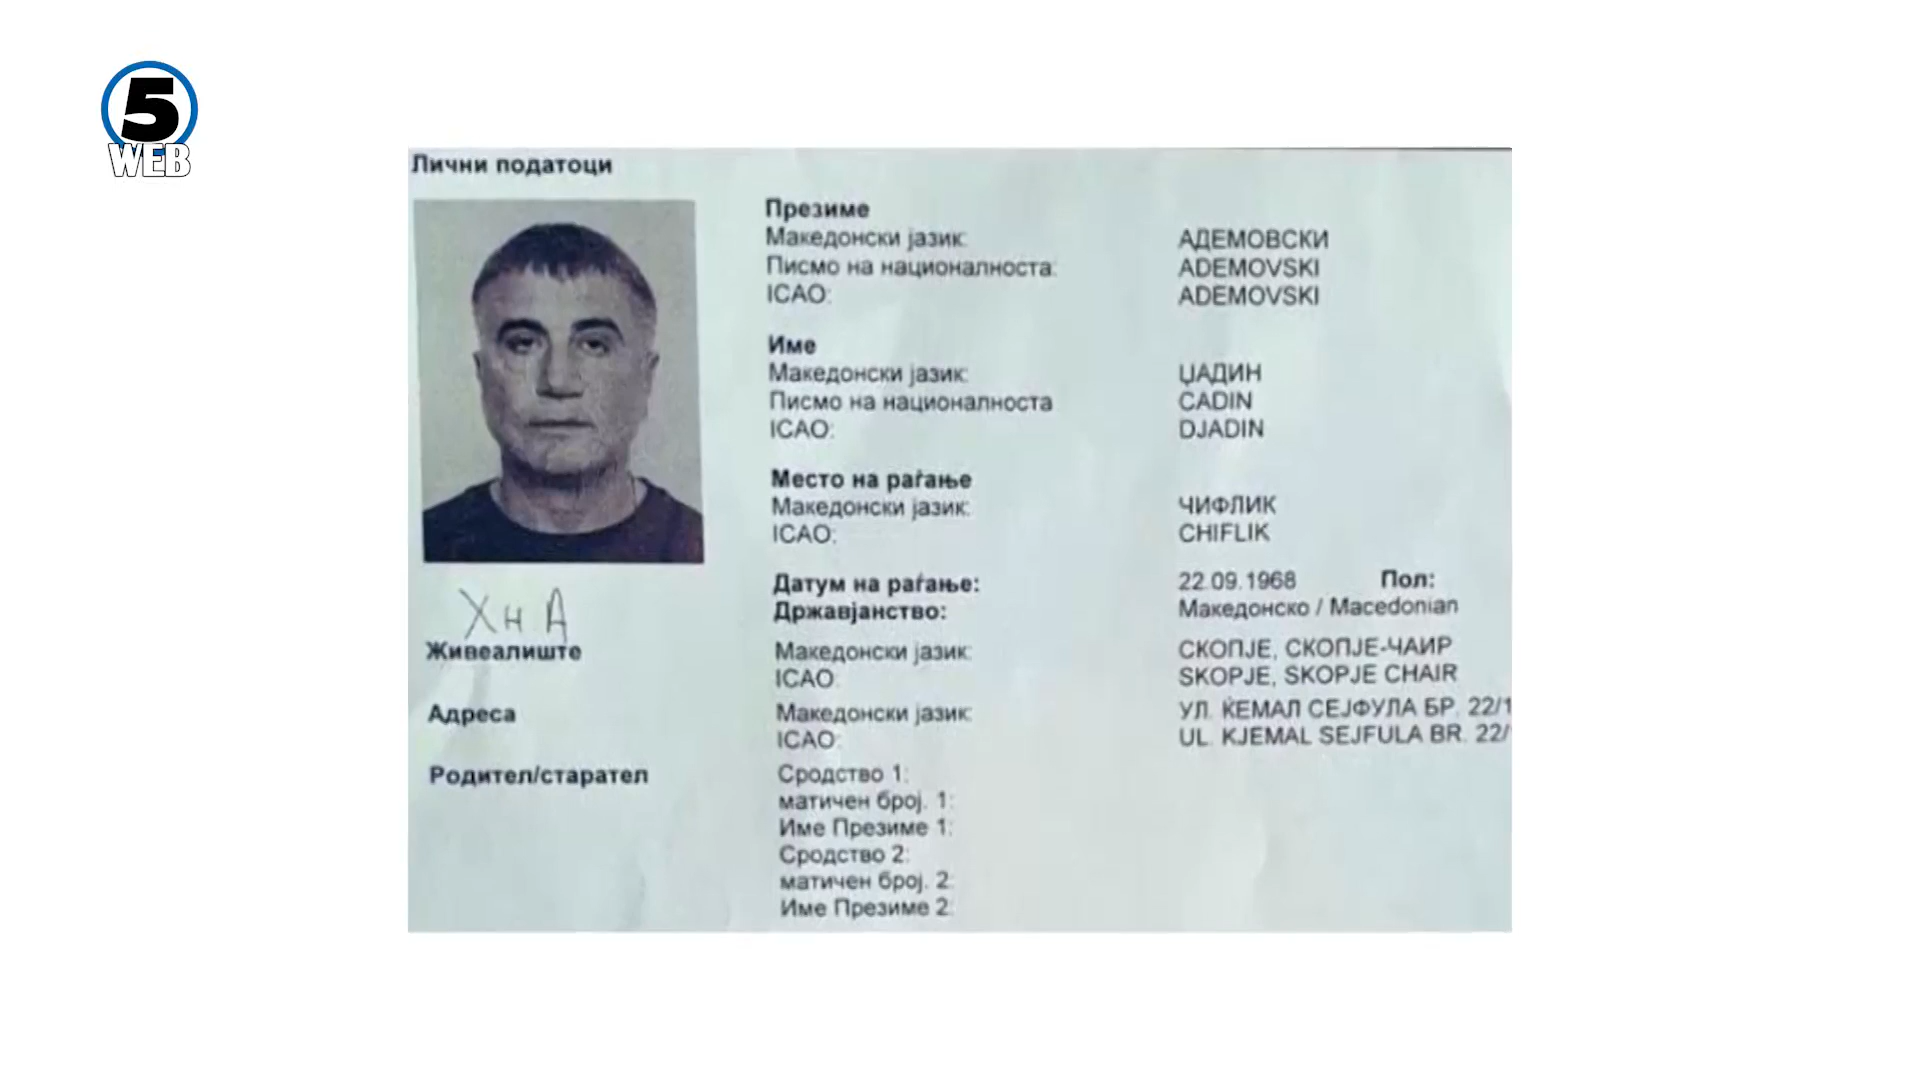 5
WEB
Лични податоци
Презиме
Македонски јазик: АДЕМОВСКИ
Писмо на националноста: ADEMOVSKI
ICAO: ADEMOVSKI
Име
Македонски јазик: ЏАДИН
Писмо на националноста CADIN
ICAO: DJADIN
Место на раѓање
Македонски јазик: ЧИФЛИК
ICAO: CHIFLIK
Датум на раѓање: 22.09.1968 Пол:
Државјанство: Македонско / Macedonian
Живеалиште Македонски јазик: СКОПЈЕ, СКОПЈЕ-ЧАИР
ICAO: SKOPJE, SKOPJE CHAIR
Адреса Македонски јазик: УЛ. ЌЕМАЛ СЕЈФУЛА БР. 22/1
ICAO: UL. KJEMAL SEJFULA BR. 22/
Родител/старател Сродство 1:
матичен број. 1:
Име Презиме 1:
Сродство 2:
матичен број. 2:
Име Презиме 2: